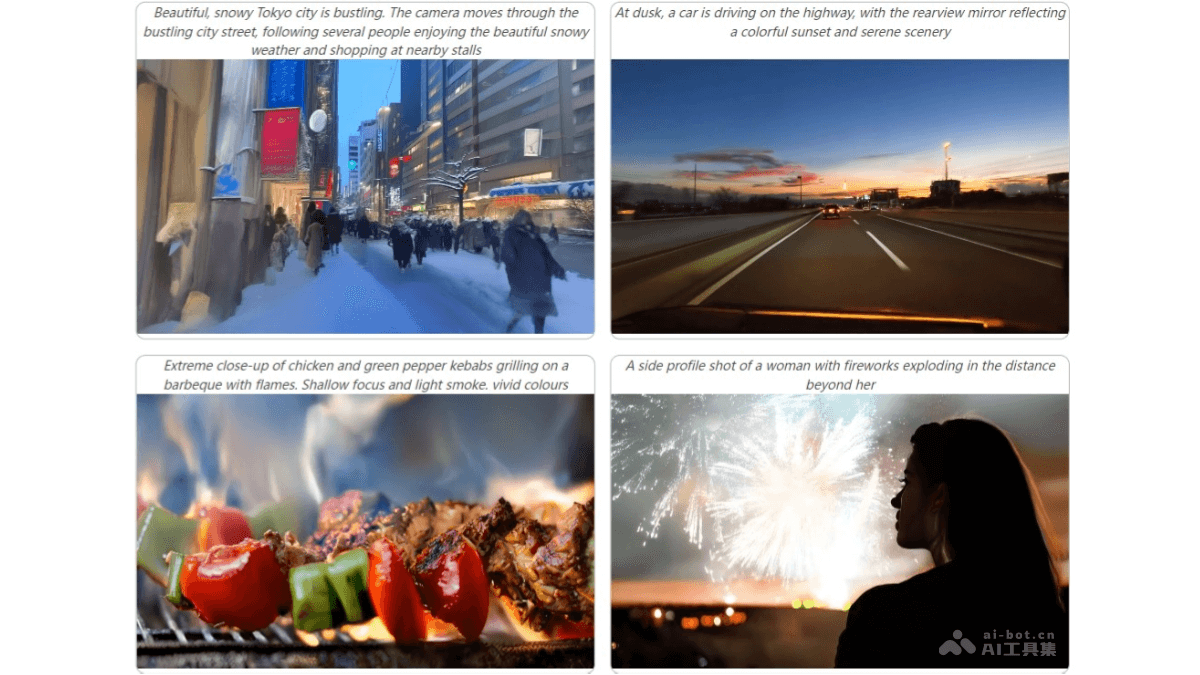 Beautiful, snowy Tokyo city is bustling. The camera moves through the
bustling city street, following several people enjoying the beautiful snowy
weather and shopping at nearby stalls
At dusk, a car is driving on the highway, with the rearview mirror reflecting
a colorful sunset and serene scenery
Extreme close-up of chicken and green pepper kebabs grilling on a
barbeque with flames. Shallow focus and light smoke. vivid colours
A side profile shot of a woman with fireworks exploding in the distance
beyond her
ai-bot.cn
AI工具集